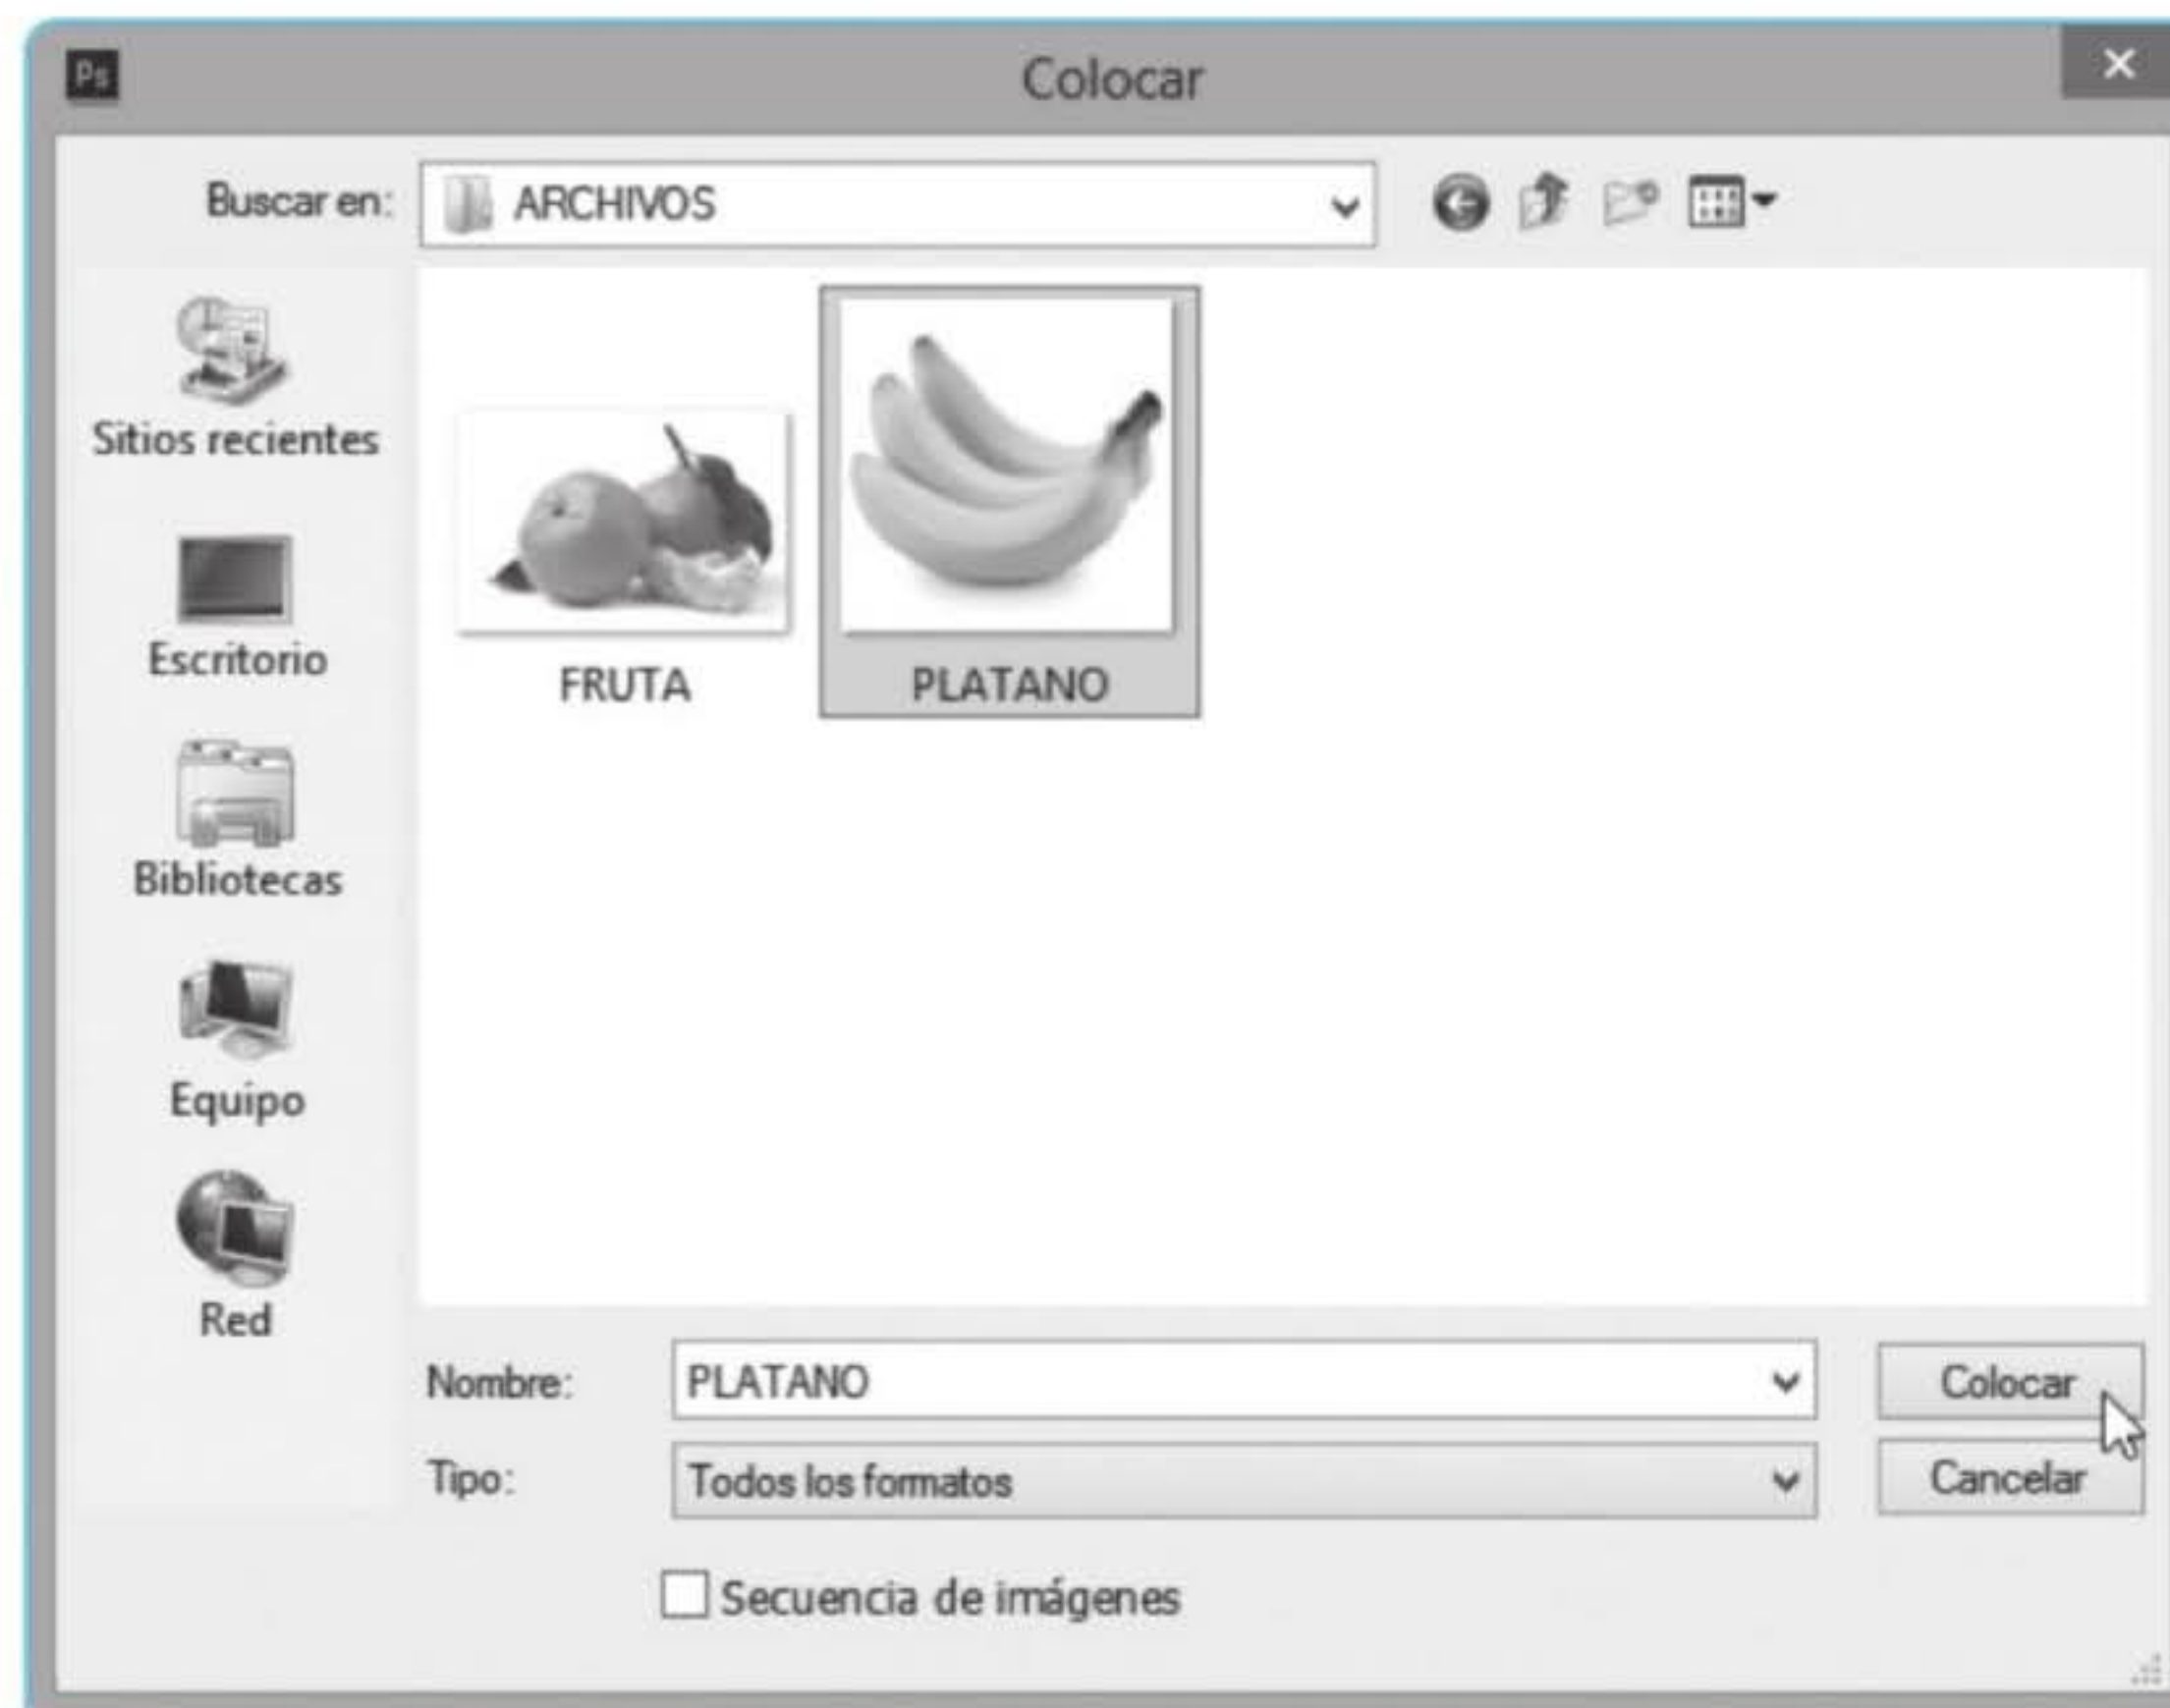 Ps
Colocar
Buscar en:
ARCHIVOS
Sitios recientes
Escritorio
Bibliotecas
Equipo
Red
FRUTA
PLATANO
Nombre:
PLATANO
Colocar
Tipo:
Todos los formatos
Cancelar
Secuencia de imágenes